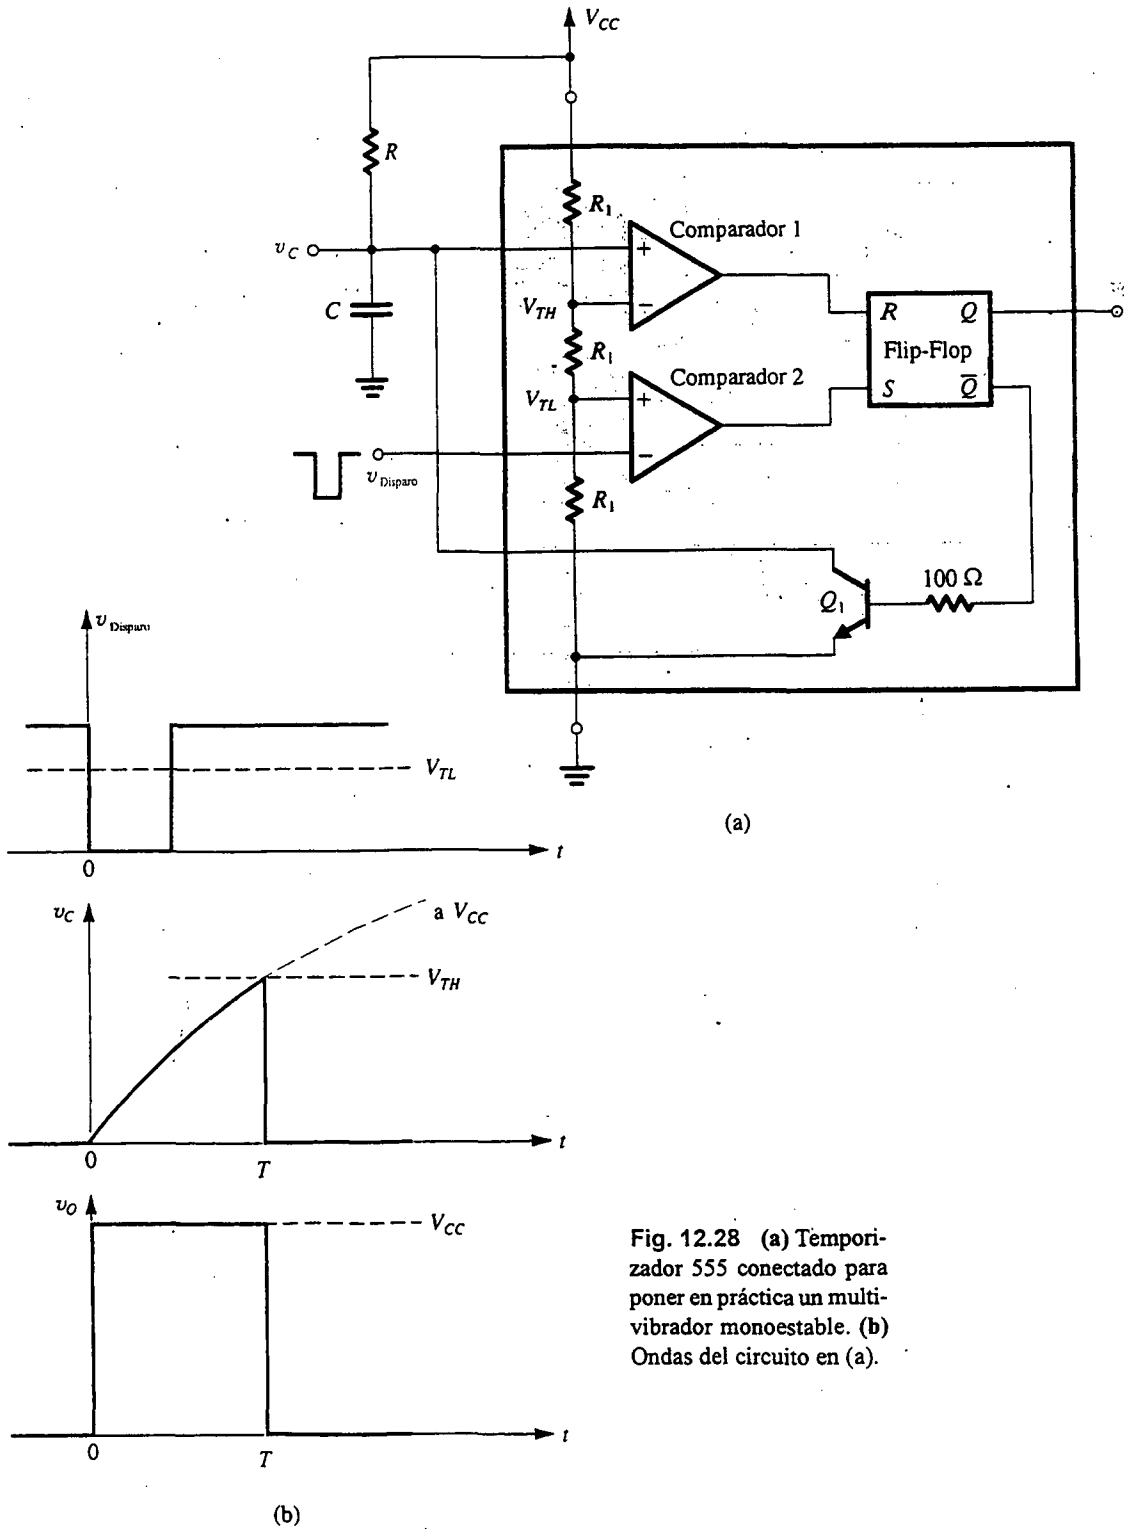 V_CC
R
R_1
Comparador 1
v_C
+
−
C
V_TH
R Q
Flip-Flop
S Q̅
R_1
Comparador 2
V_TL
+
−
v_Disparo
R_1
100 Ω
Q_1
v_Disparo
V_TL
0
t
(a)
v_C
a V_CC
V_TH
0
T
t
v_O
V_CC
0
T
t
(b)
Fig. 12.28 (a) Tempori-
zador 555 conectado para
poner en práctica un multi-
vibrador monoestable. (b)
Ondas del circuito en (a).